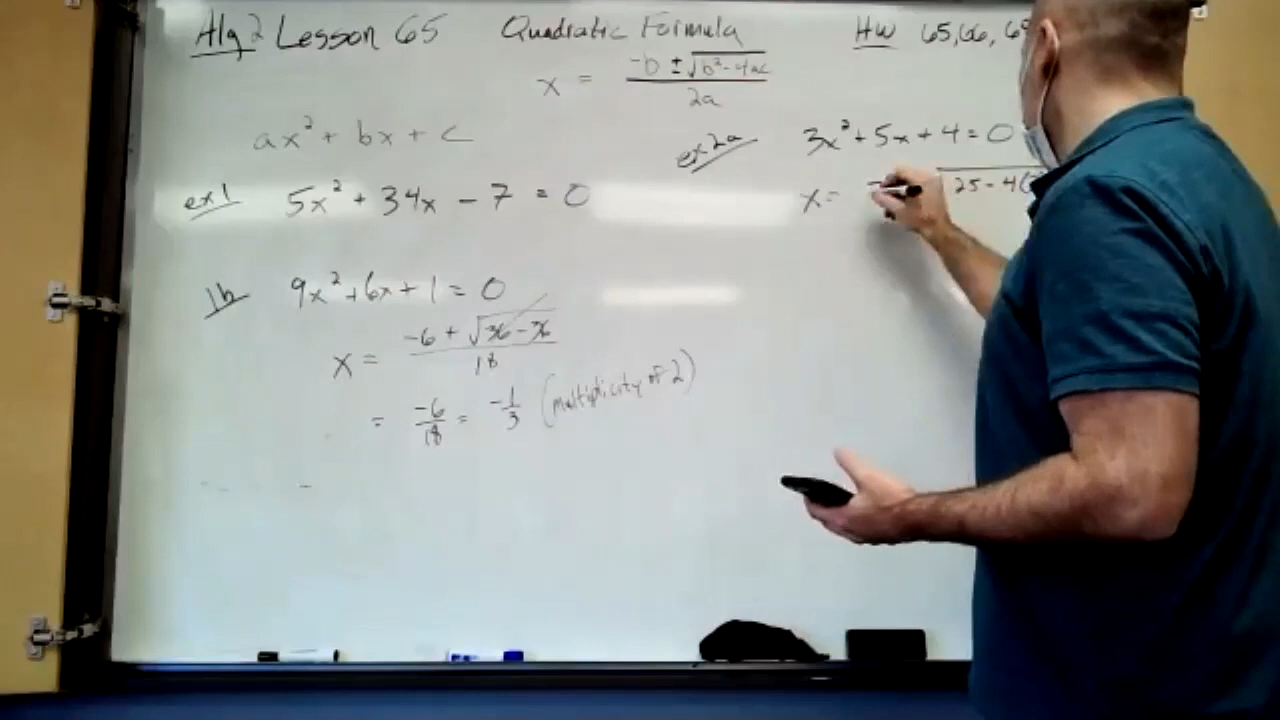 Alg 2 Lesson 65 Quadratic Formula HW 65, 66,
x = (-b ± √(b² - 4ac)) / 2a
ax² + bx + c
ex 2a 3x² + 5x + 4 = 0
ex 1 5x² + 34x - 7 = 0
x = - √25 - 4(
1b 9x² + 6x + 1 = 0
x = (-6 + √(36 - 36)) / 18
= -6/18 = -1/3 (multiplicity of 2)